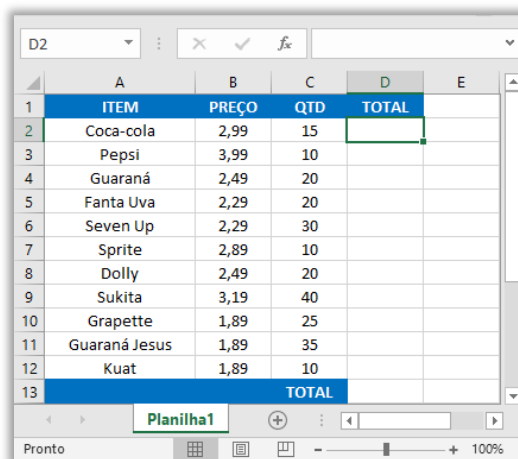 D2 fx
A B C D E
1 ITEM PREÇO QTD TOTAL
2 Coca-cola 2,99 15
3 Pepsi 3,99 10
4 Guaraná 2,49 20
5 Fanta Uva 2,29 20
6 Seven Up 2,29 30
7 Sprite 2,89 10
8 Dolly 2,49 20
9 Sukita 3,19 40
10 Grapette 1,89 25
11 Guaraná Jesus 1,89 35
12 Kuat 1,89 10
13 TOTAL
Planilha1
Pronto 100%